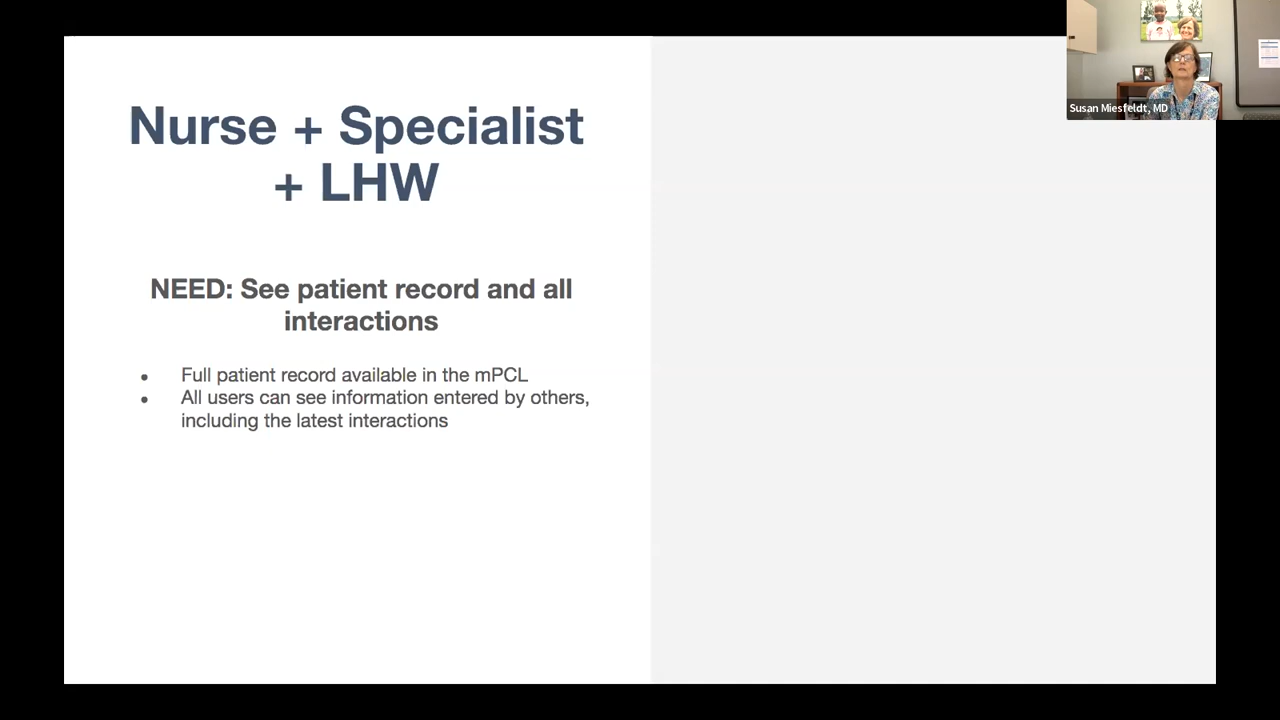 Nurse + Specialist
+ LHW
NEED: See patient record and all
interactions
● Full patient record available in the mPCL
● All users can see information entered by others,
including the latest interactions
Susan Miesfeldt, MD